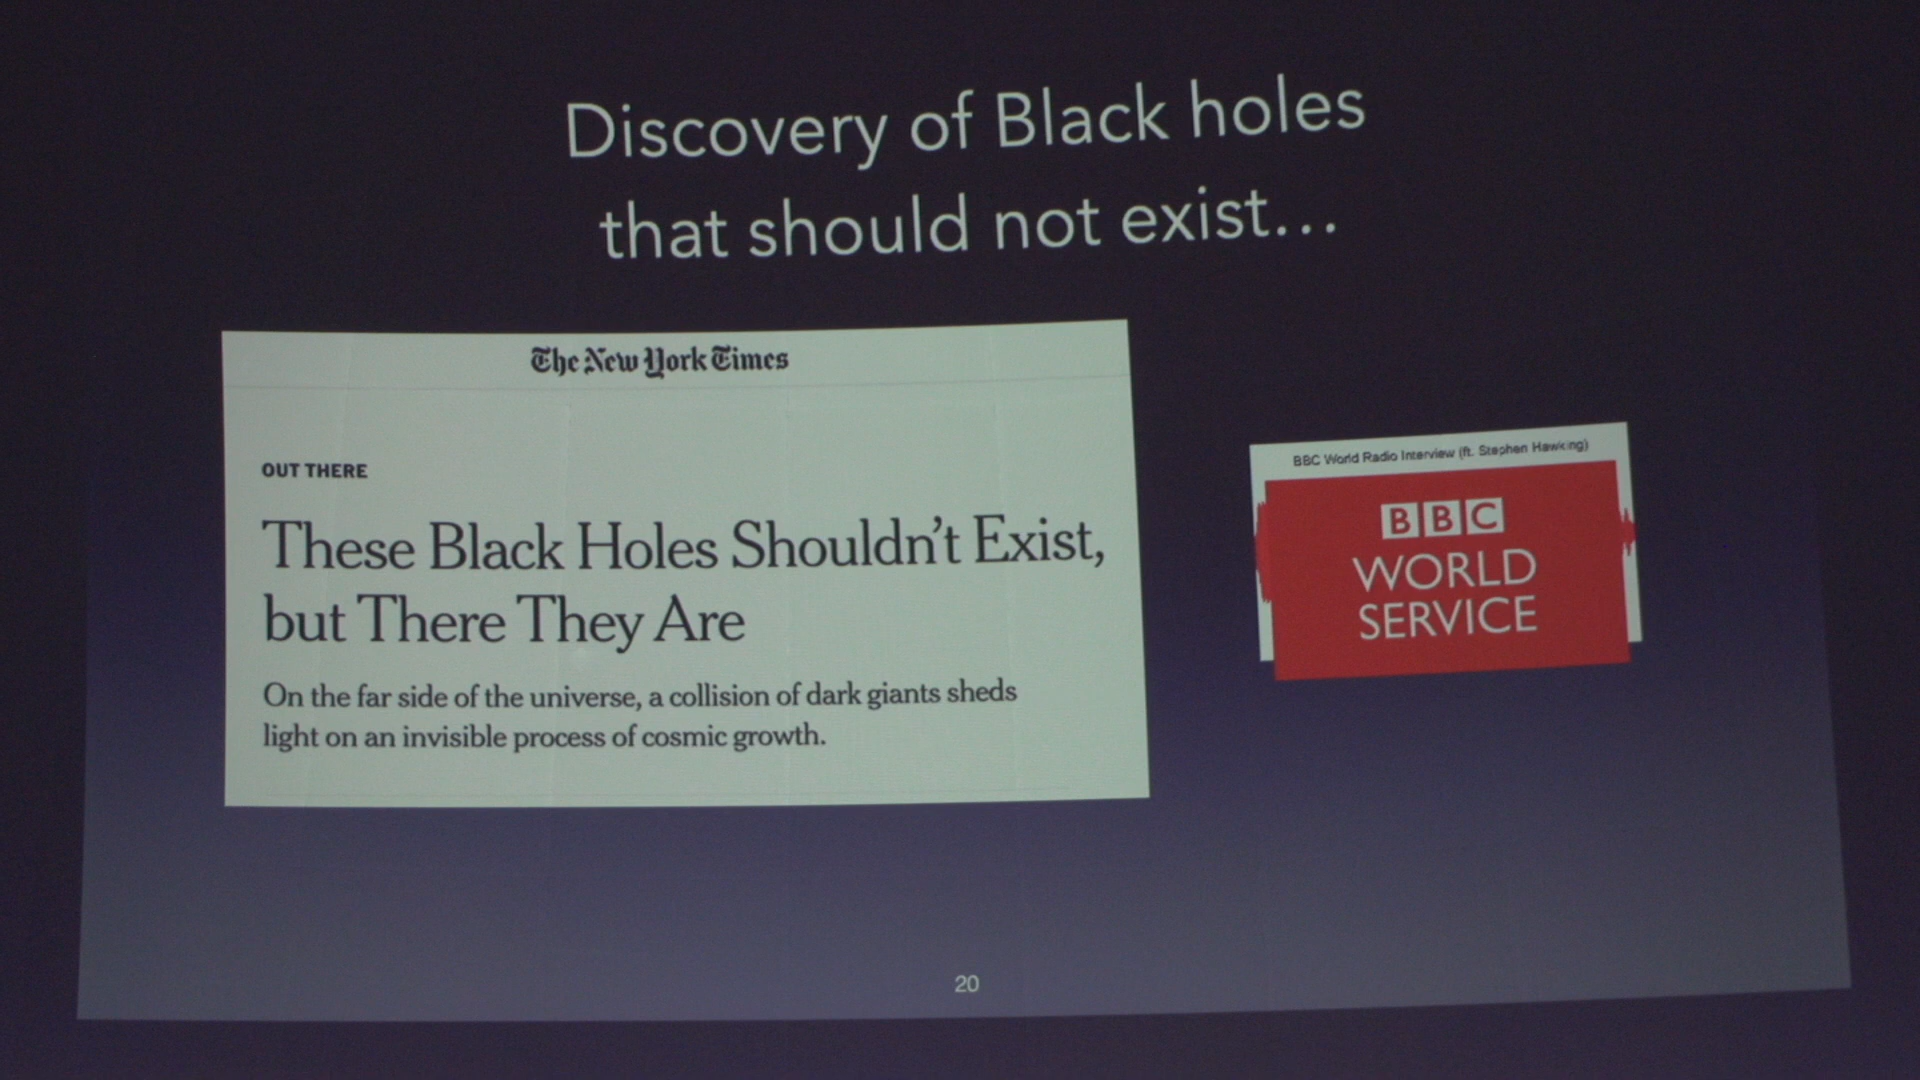 Discovery of Black holes
that should not exist...
The New York Times
OUT THERE
These Black Holes Shouldn't Exist,
but There They Are
On the far side of the universe, a collision of dark giants sheds
light on an invisible process of cosmic growth.
BBC World Radio Interview (ft. Stephen Hawking)
BBC
WORLD
SERVICE
20